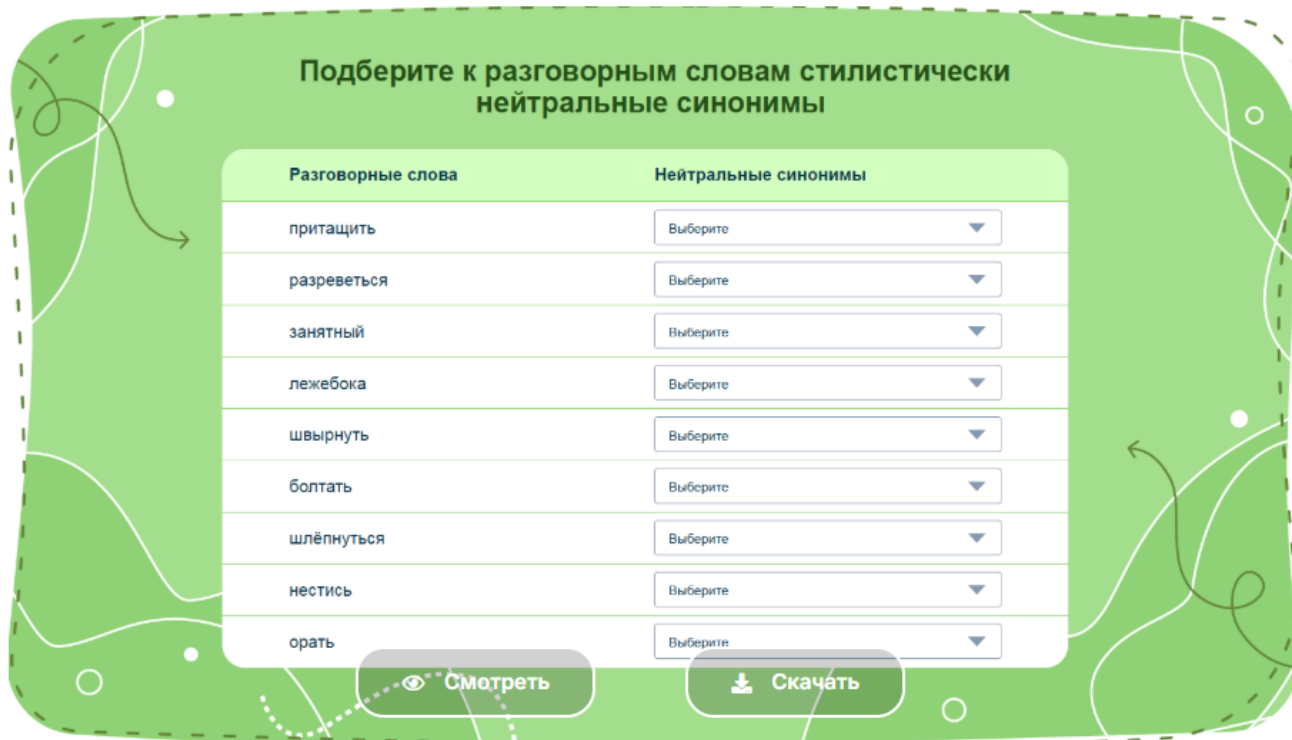 Подберите к разговорным словам стилистически
нейтральные синонимы
Разговорные слова Нейтральные синонимы
притащить Выберите
разреветься Выберите
занятный Выберите
лежебока Выберите
швырнуть Выберите
болтать Выберите
шлёпнуться Выберите
нестись Выберите
орать Выберите
Смотреть Скачать